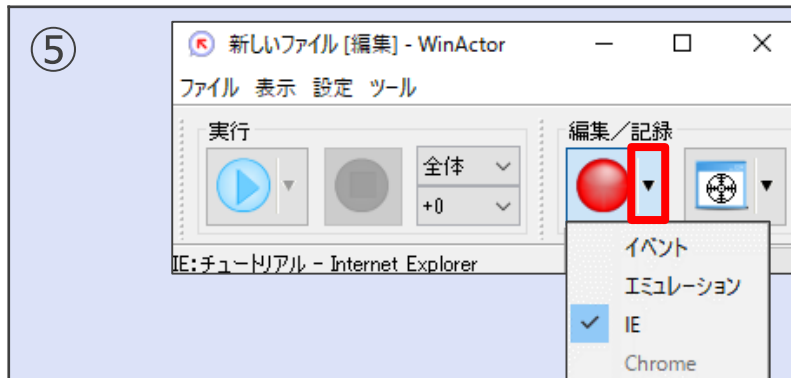 ⑤
新しいファイル [編集] - WinActor
ファイル 表示 設定 ツール
実行
編集／記録
全体
+0
IE:チュートリアル - Internet Explorer
イベント
エミュレーション
IE
Chrome